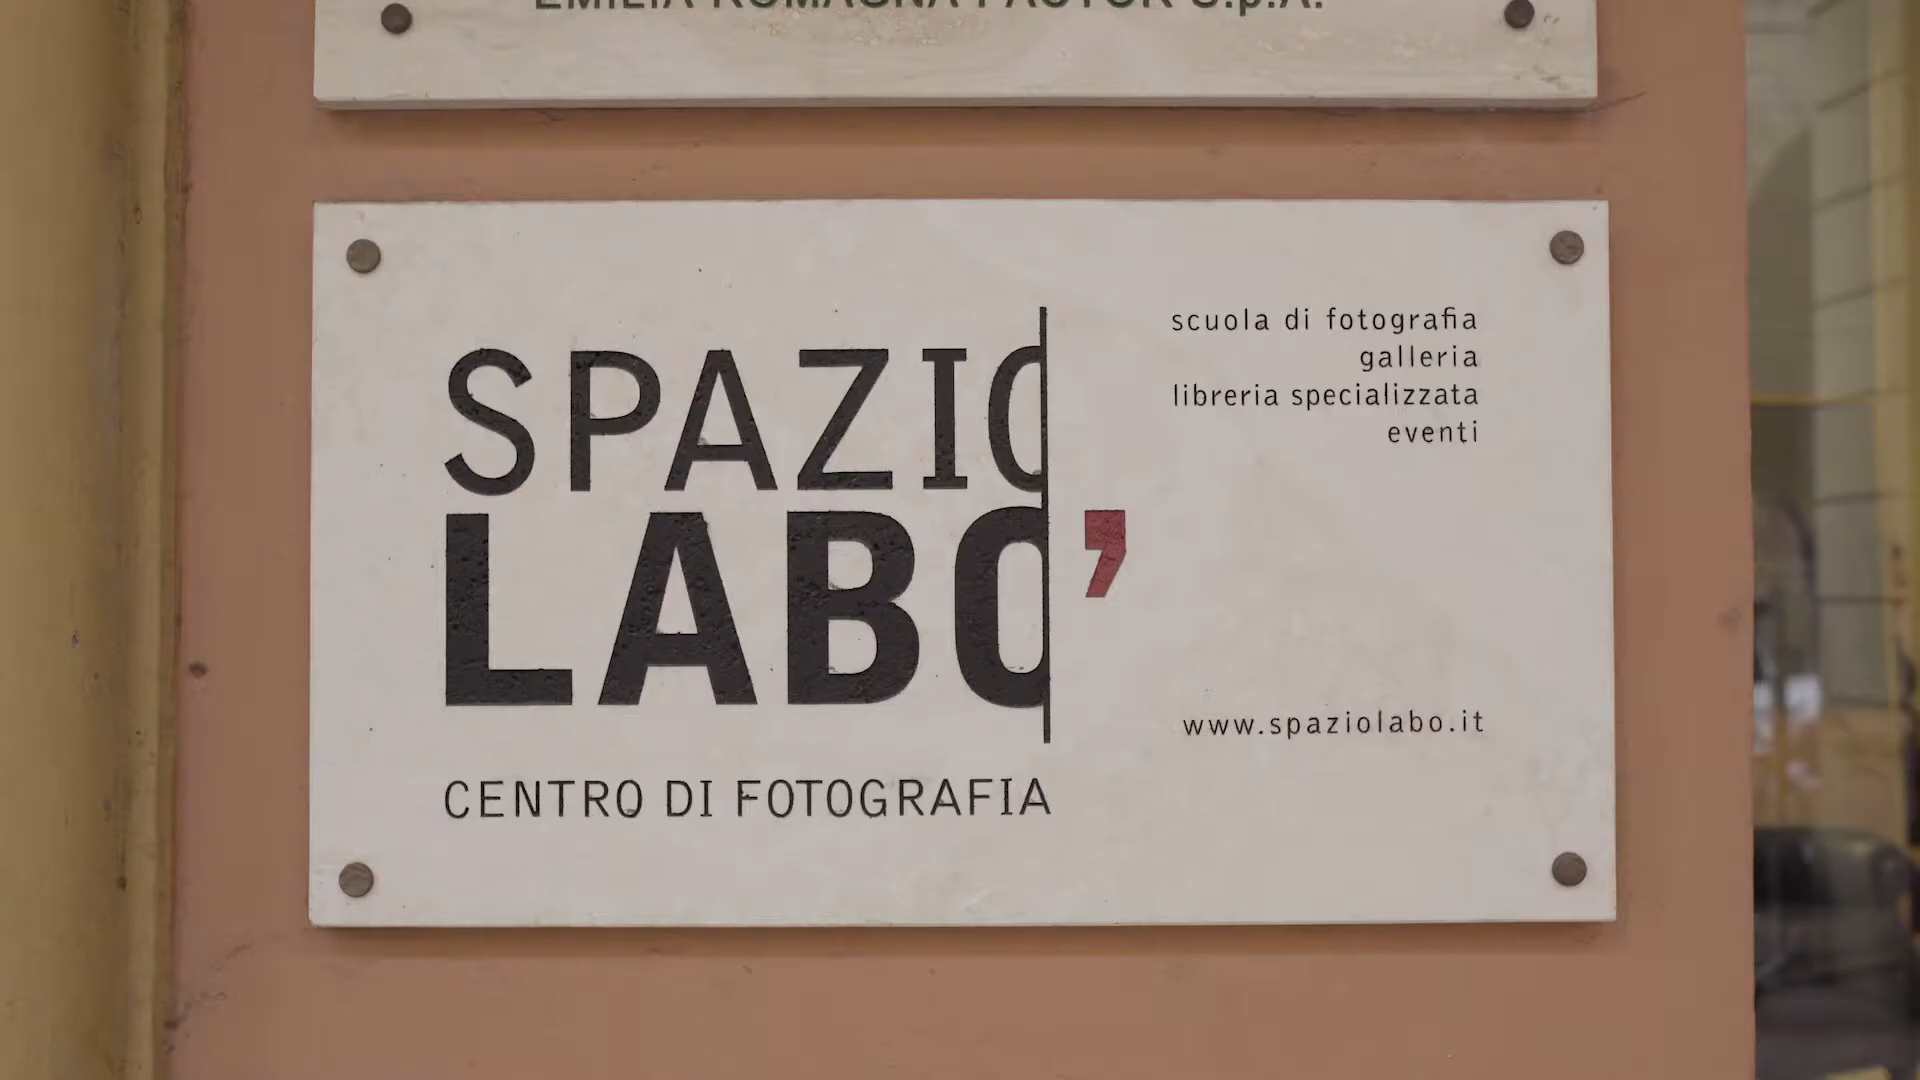 EMILIA ROMAGNA FACTOR S.p.A.
SPAZIO
LABO’
CENTRO DI FOTOGRAFIA
scuola di fotografia
galleria
libreria specializzata
eventi
www.spaziolabo.it